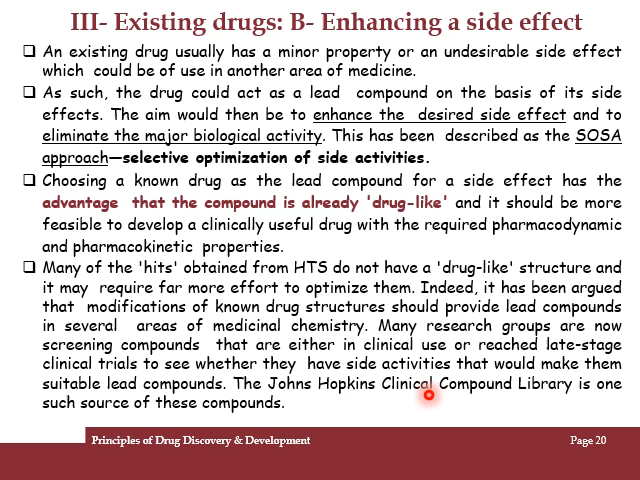 III- Existing drugs: B- Enhancing a side effect
❑ An existing drug usually has a minor property or an undesirable side effect
which could be of use in another area of medicine.
❑ As such, the drug could act as a lead compound on the basis of its side
effects. The aim would then be to enhance the desired side effect and to
eliminate the major biological activity. This has been described as the SOSA
approach—selective optimization of side activities.
❑ Choosing a known drug as the lead compound for a side effect has the
advantage that the compound is already 'drug-like' and it should be more
feasible to develop a clinically useful drug with the required pharmacodynamic
and pharmacokinetic properties.
❑ Many of the 'hits' obtained from HTS do not have a 'drug-like' structure and
it may require far more effort to optimize them. Indeed, it has been argued
that modifications of known drug structures should provide lead compounds
in several areas of medicinal chemistry. Many research groups are now
screening compounds that are either in clinical use or reached late-stage
clinical trials to see whether they have side activities that would make them
suitable lead compounds. The Johns Hopkins Clinical Compound Library is one
such source of these compounds.
Principles of Drug Discovery & Development
Page 20